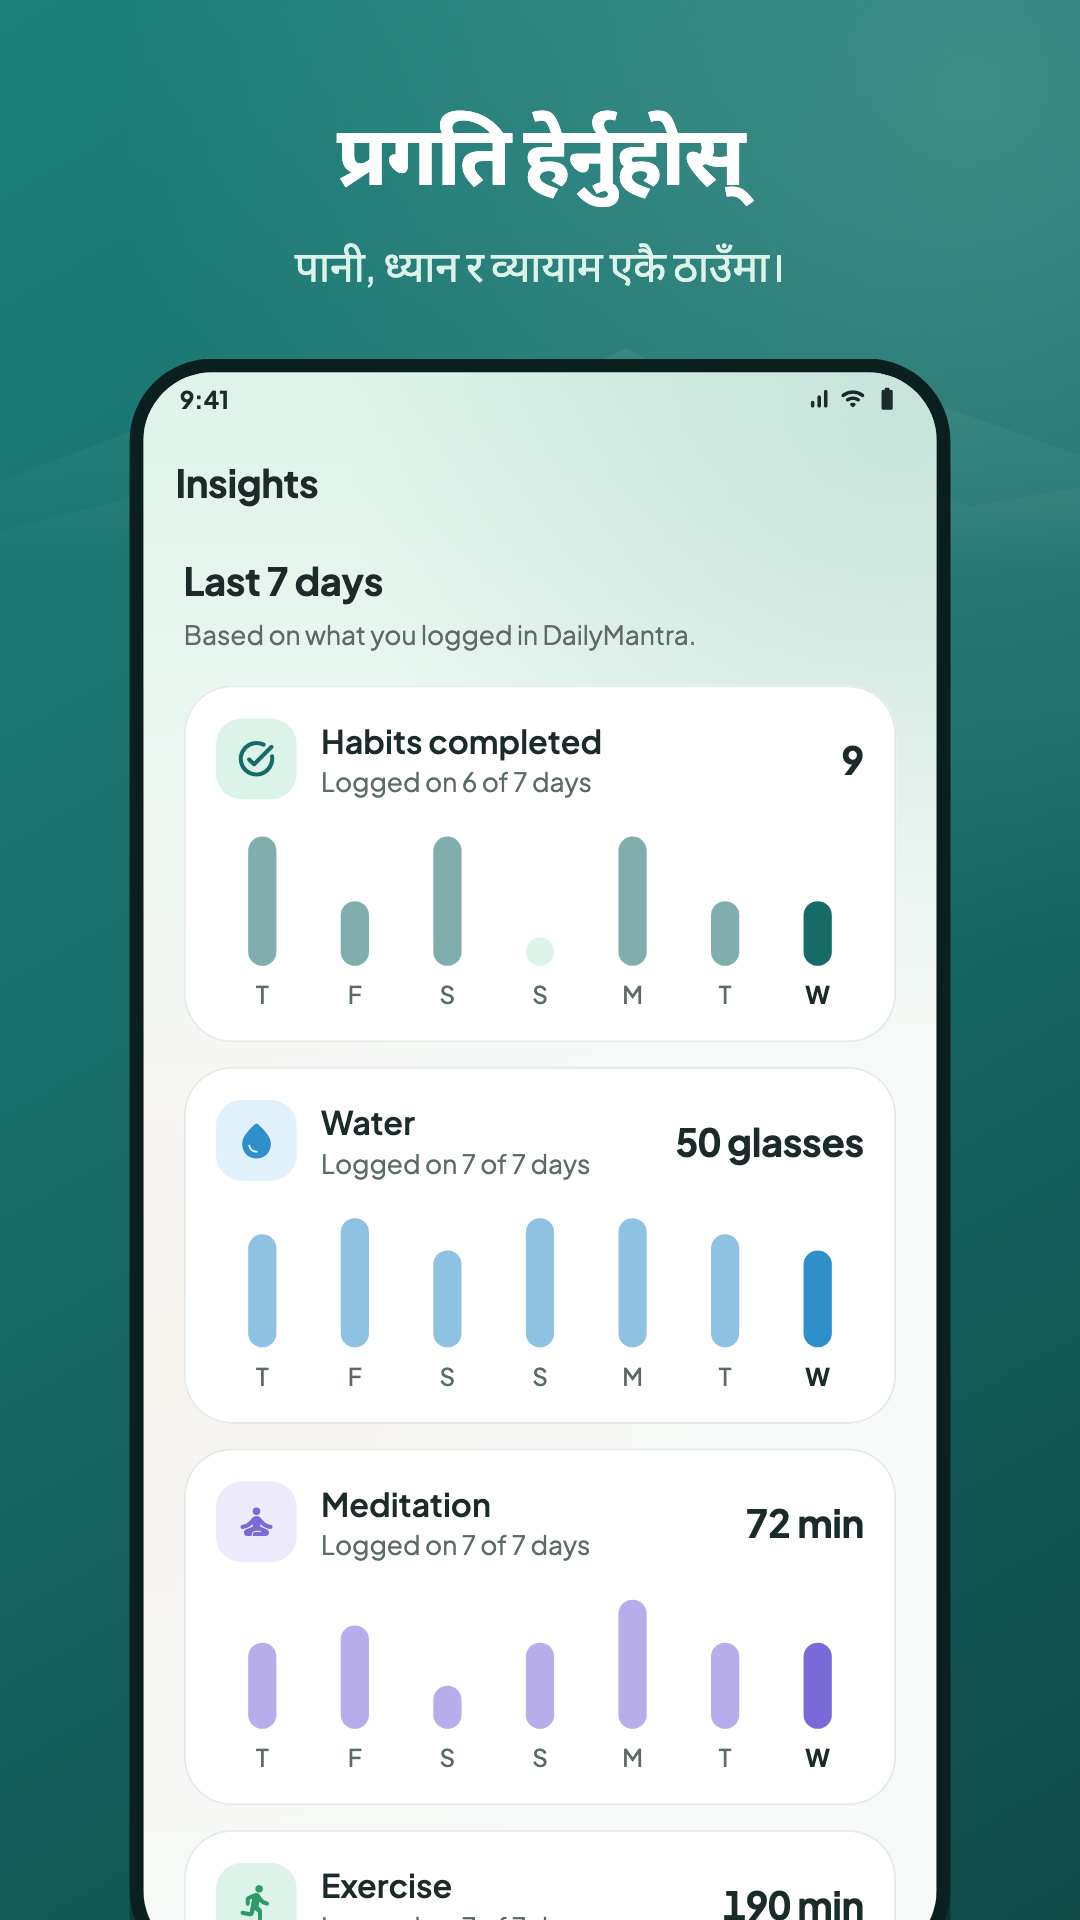 प्रगति हेर्नुहोस्
पानी, ध्यान र व्यायाम एकै ठाउँमा।
9:41
Insights
Last 7 days
Based on what you logged in DailyMantra.
Habits completed
Logged on 6 of 7 days
9
T F S S M T W
Water
Logged on 7 of 7 days
50 glasses
T F S S M T W
Meditation
Logged on 7 of 7 days
72 min
T F S S M T W
Exercise
190 min